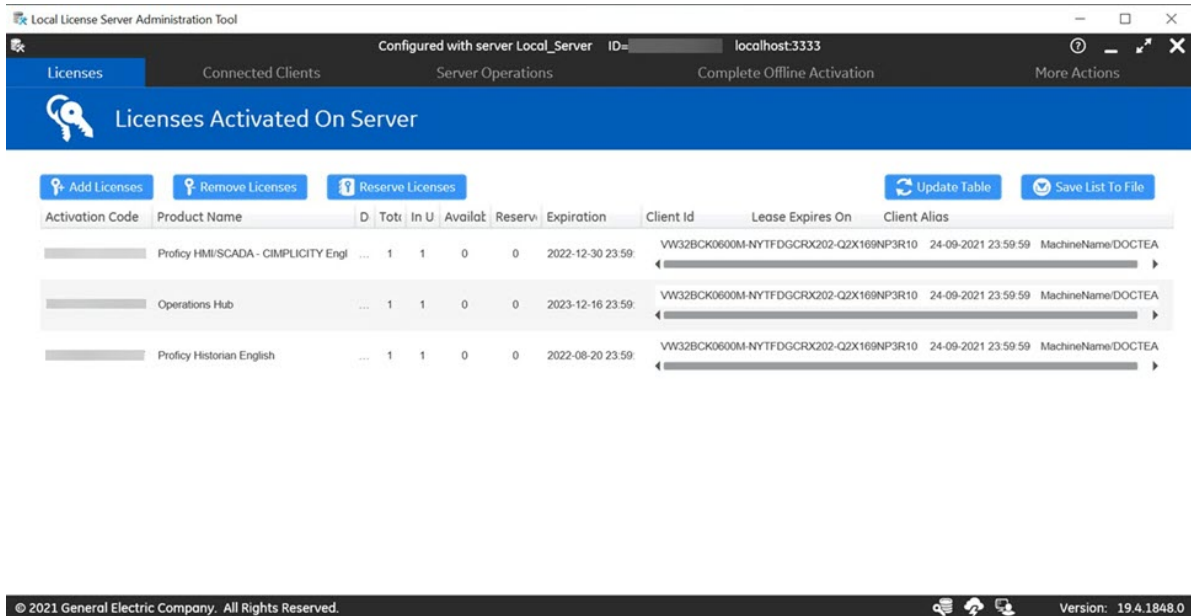 Local License Server Administration Tool
Configured with server Local_Server ID= localhost:3333
Licenses Connected Clients Server Operations Complete Offline Activation More Actions
Licenses Activated On Server
Add Licenses Remove Licenses Reserve Licenses Update Table Save List To File
Activation Code Product Name D Tot In U Availat Reserv Expiration Client Id Lease Expires On Client Alias
Proficy HMI/SCADA - CIMPLICITY Engl ... 1 1 0 0 2022-12-30 23:59: VW32BCK0600M-NYTFDGCRX202-Q2X169NP3R10 24-09-2021 23:59:59 MachineName/DOCTEA
Operations Hub ... 1 1 0 0 2023-12-16 23:59: VW32BCK0600M-NYTFDGCRX202-Q2X169NP3R10 24-09-2021 23:59:59 MachineName/DOCTEA
Proficy Historian English ... 1 1 0 0 2022-08-20 23:59: VW32BCK0600M-NYTFDGCRX202-Q2X169NP3R10 24-09-2021 23:59:59 MachineName/DOCTEA
© 2021 General Electric Company. All Rights Reserved. Version: 19.4.1848.0